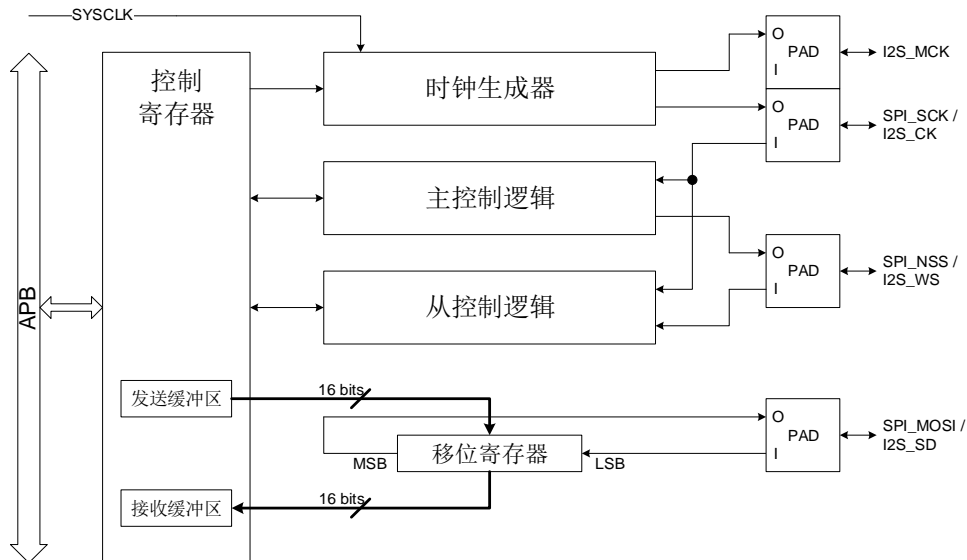 SYSCLK
控制
寄存器
时钟生成器
O
PAD
I
I2S_MCK
O
PAD
I
SPI_SCK /
I2S_CK
主控制逻辑
从控制逻辑
O
PAD
I
SPI_NSS /
I2S_WS
APB
发送缓冲区
16 bits
移位寄存器
MSB
LSB
O
PAD
I
SPI_MOSI /
I2S_SD
接收缓冲区
16 bits